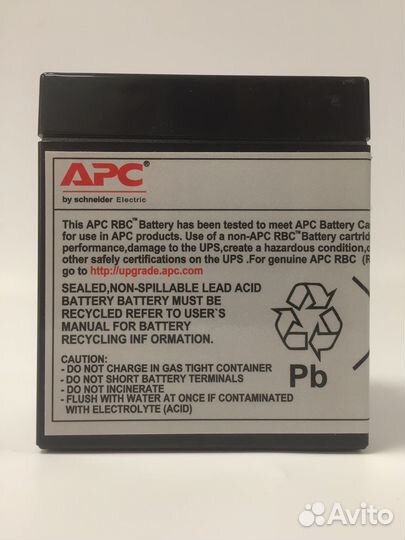 APC
by schneider Electric
This APC RBC™ Battery has been tested to meet APC Battery Ca
for use in APC products. Use of a non-APC RBC™ Battery cartrid
performance,damage to the UPS,create a hazardous condition,
other safety certifications on the UPS .For genuine APC RBC (R
go to http://upgrade.apc.com
SEALED,NON-SPILLABLE LEAD ACID
BATTERY BATTERY MUST BE
RECYCLED REFER TO USER`S
MANUAL FOR BATTERY
RECYCLING INF ORMATION.
CAUTION:
- DO NOT CHARGE IN GAS TIGHT CONTAINER
- DO NOT SHORT BATTERY TERMINALS
- DO NOT INCINERATE
- FLUSH WITH WATER AT ONCE IF CONTAMINATED
WITH ELECTROLYTE (ACID)
Pb
Avito